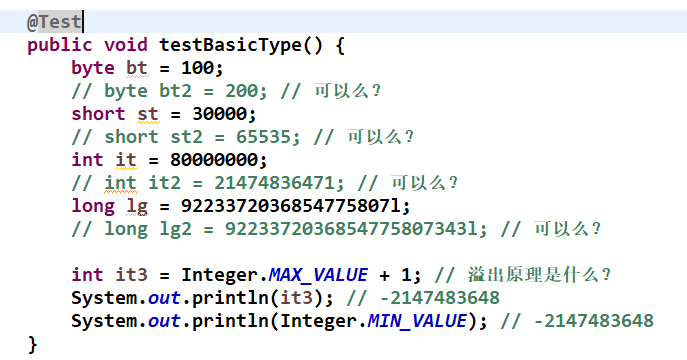 @Test
public void testBasicType() {
    byte bt = 100;
    // byte bt2 = 200; // 可以么?
    short st = 30000;
    // short st2 = 65535; // 可以么?
    int it = 80000000;
    // int it2 = 21474836471; // 可以么?
    long lg = 9223372036854775807l;
    // long lg2 = 9223372036854775807343l; // 可以么?

    int it3 = Integer.MAX_VALUE + 1; // 溢出原理是什么?
    System.out.println(it3); // -2147483648
    System.out.println(Integer.MIN_VALUE); // -2147483648
}